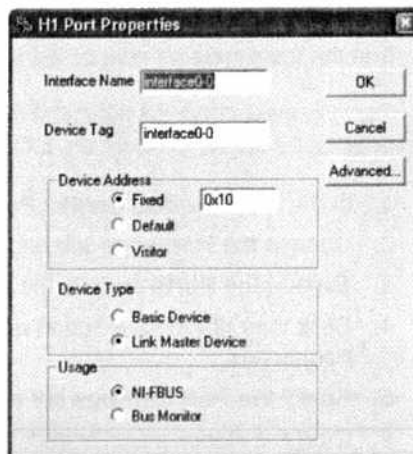 H1 Port Properties
Interface Name interface0-0 OK
Device Tag interface0-0 Cancel
Advanced...
Device Address
Fixed 0x10
Default
Visitor
Device Type
Basic Device
Link Master Device
Usage
NI-FBUS
Bus Monitor